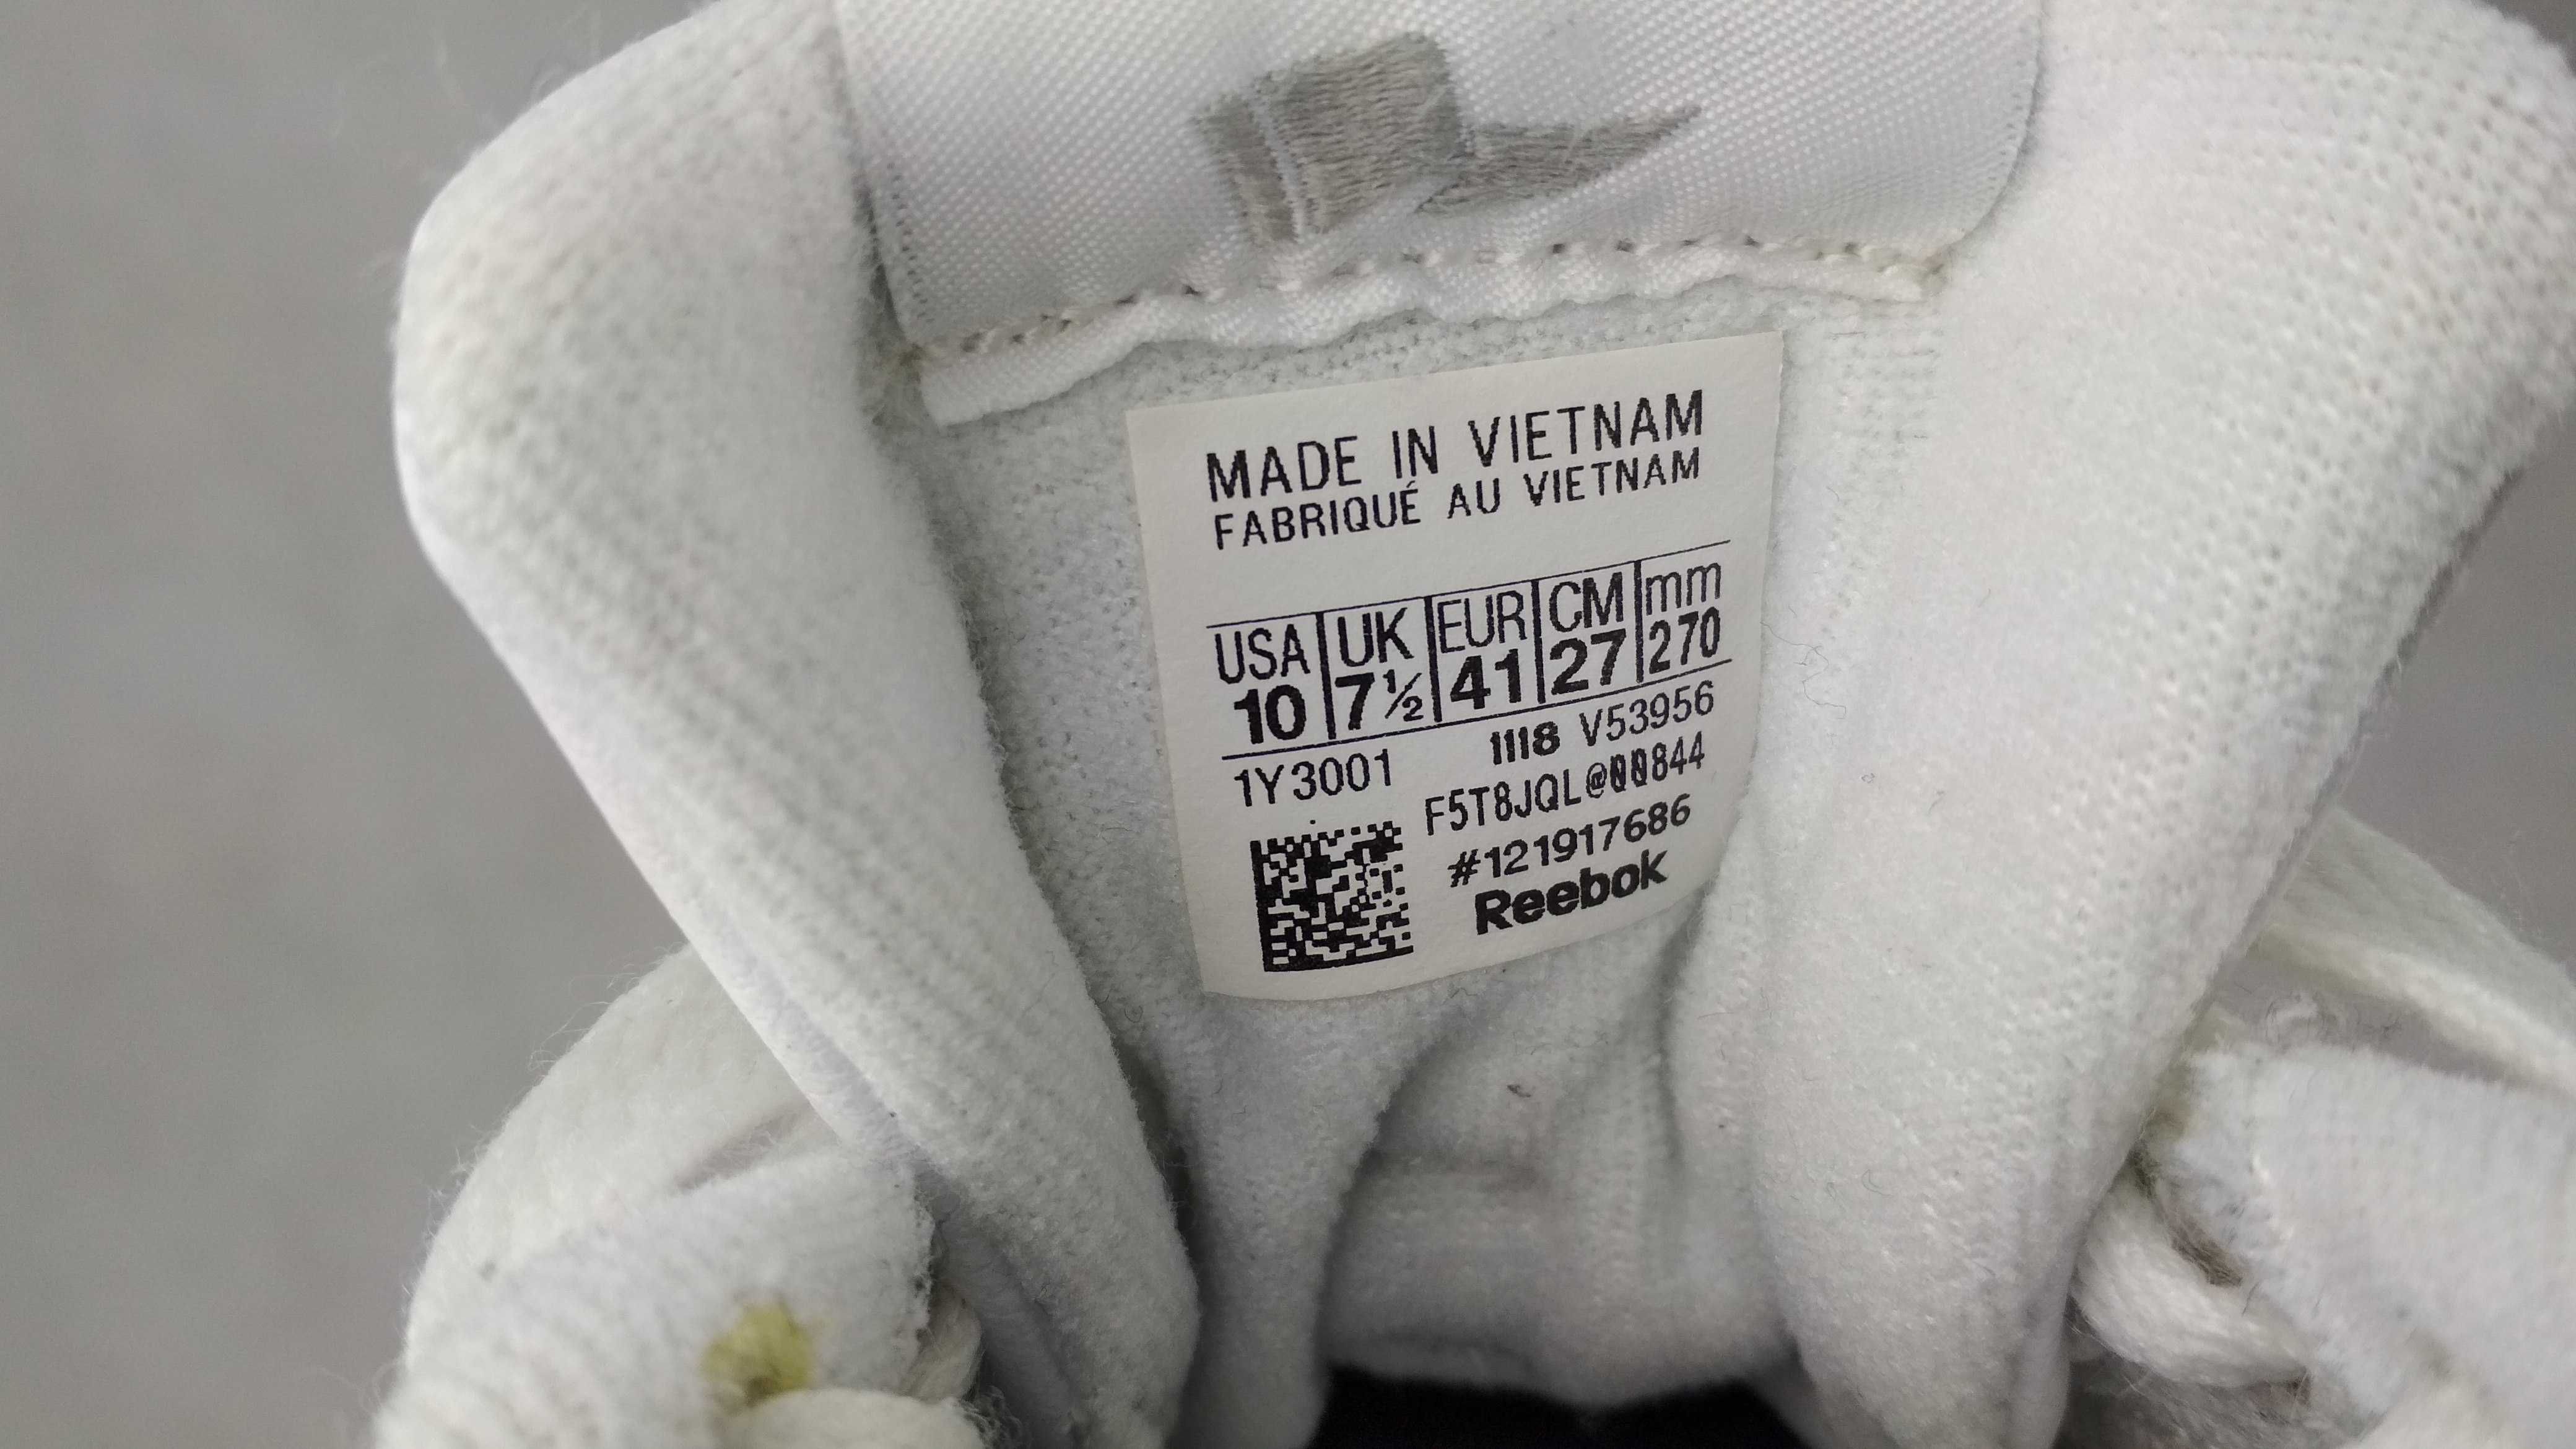 MADE IN VIETNAM
FABRIQUÉ AU VIETNAM
USA UK EUR CM mm
10 7½ 41 27 270
1Y3001 1118 V53956
F5T8JQL@00844
#121917686
Reebok